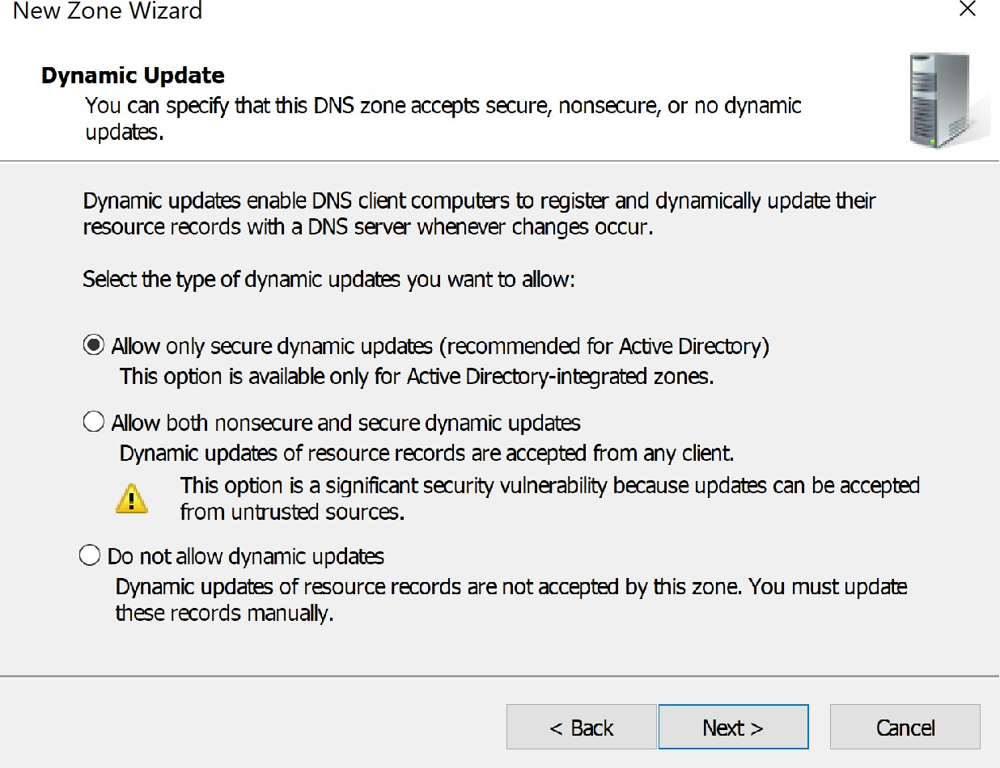 New Zone Wizard
Dynamic Update
You can specify that this DNS zone accepts secure, nonsecure, or no dynamic
updates.
Dynamic updates enable DNS client computers to register and dynamically update their
resource records with a DNS server whenever changes occur.
Select the type of dynamic updates you want to allow:
Allow only secure dynamic updates (recommended for Active Directory)
This option is available only for Active Directory-integrated zones.
Allow both nonsecure and secure dynamic updates
Dynamic updates of resource records are accepted from any client.
This option is a significant security vulnerability because updates can be accepted
from untrusted sources.
Do not allow dynamic updates
Dynamic updates of resource records are not accepted by this zone. You must update
these records manually.
< Back
Next >
Cancel